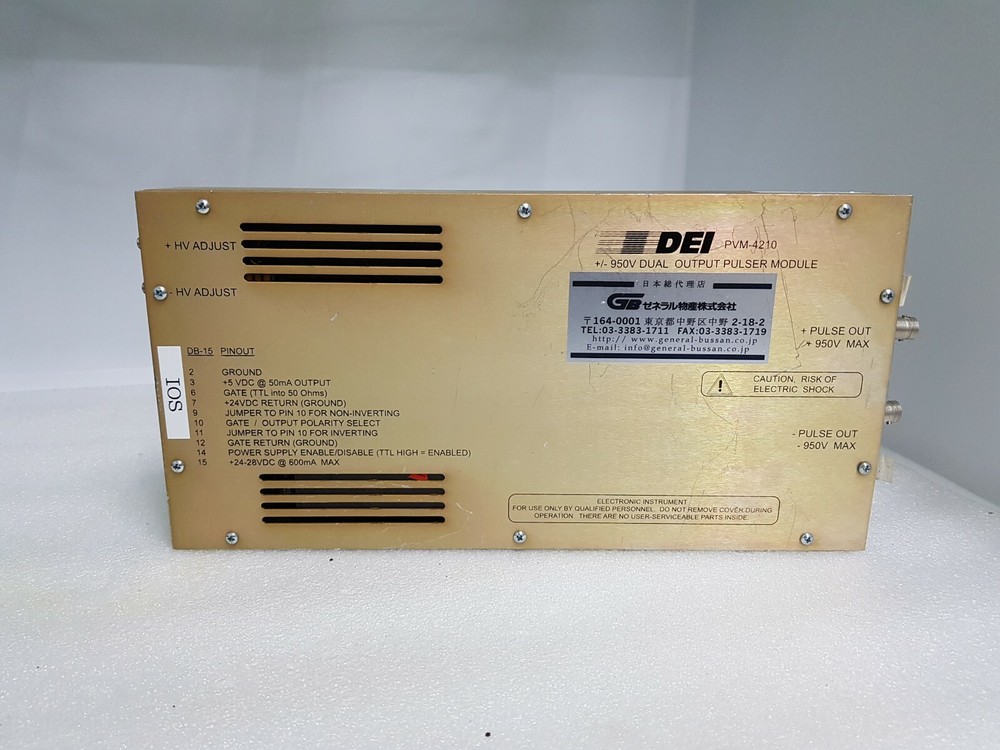 DEI PVM-4210
+/- 950V DUAL OUTPUT PULSER MODULE
+ HV ADJUST
- HV ADJUST
日本総代理店
GB ゼネラル物産株式会社
〒164-0001 東京都中野区中野 2-18-2
TEL:03-3383-1711 FAX:03-3383-1719
http:// www.general-bussan.co.jp
E-mail: info@general-bussan.co.jp
+ PULSE OUT
+ 950V MAX
CAUTION, RISK OF
ELECTRIC SHOCK
- PULSE OUT
- 950V MAX
IOS
DB-15 PINOUT
2 GROUND
3 +5 VDC @ 50mA OUTPUT
6 GATE (TTL into 50 Ohms)
7 +24VDC RETURN (GROUND)
9 JUMPER TO PIN 10 FOR NON-INVERTING
10 GATE / OUTPUT POLARITY SELECT
11 JUMPER TO PIN 10 FOR INVERTING
12 GATE RETURN (GROUND)
14 POWER SUPPLY ENABLE/DISABLE (TTL HIGH = ENABLED)
15 +24-28VDC @ 600mA MAX
ELECTRONIC INSTRUMENT
FOR USE ONLY BY QUALIFIED PERSONNEL. DO NOT REMOVE COVER DURING
OPERATION. THERE ARE NO USER-SERVICEABLE PARTS INSIDE.